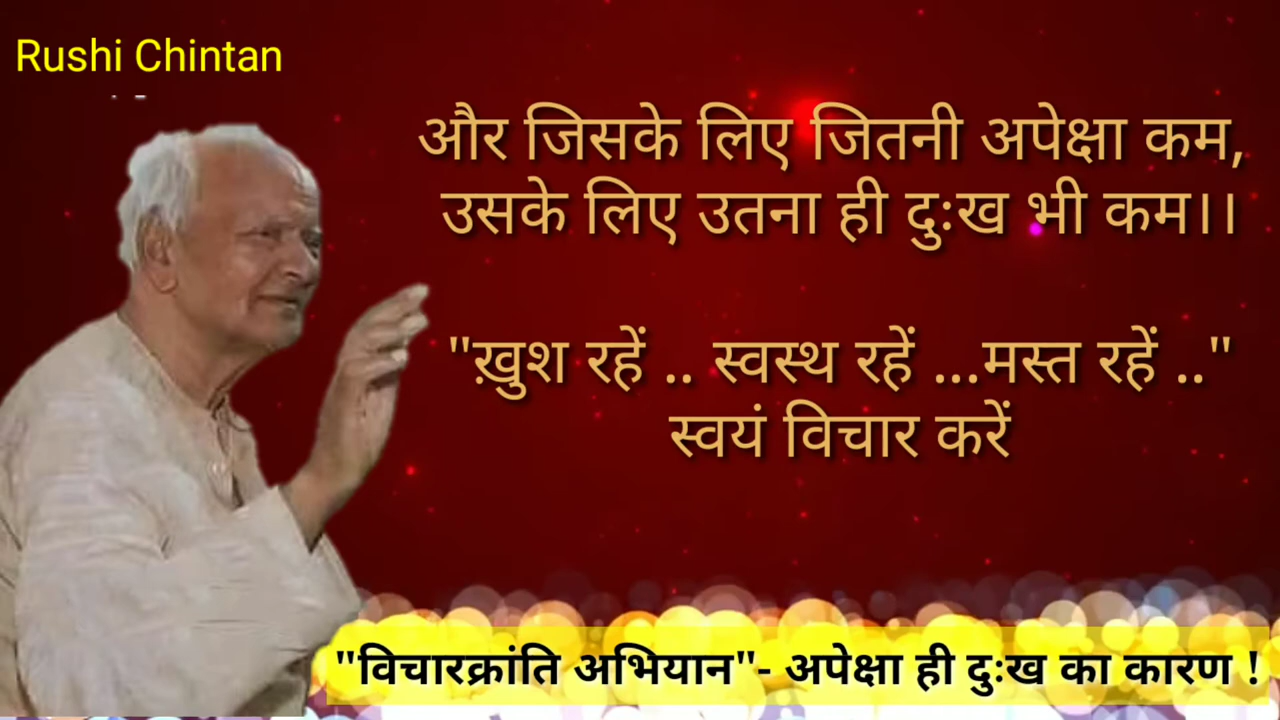 Rushi Chintan
और जिसके लिए जितनी अपेक्षा कम,
उसके लिए उतना ही दुःख भी कम।।
"ख़ुश रहें .. स्वस्थ रहें ...मस्त रहें .."
स्वयं विचार करें
"विचारक्रांति अभियान"- अपेक्षा ही दुःख का कारण !